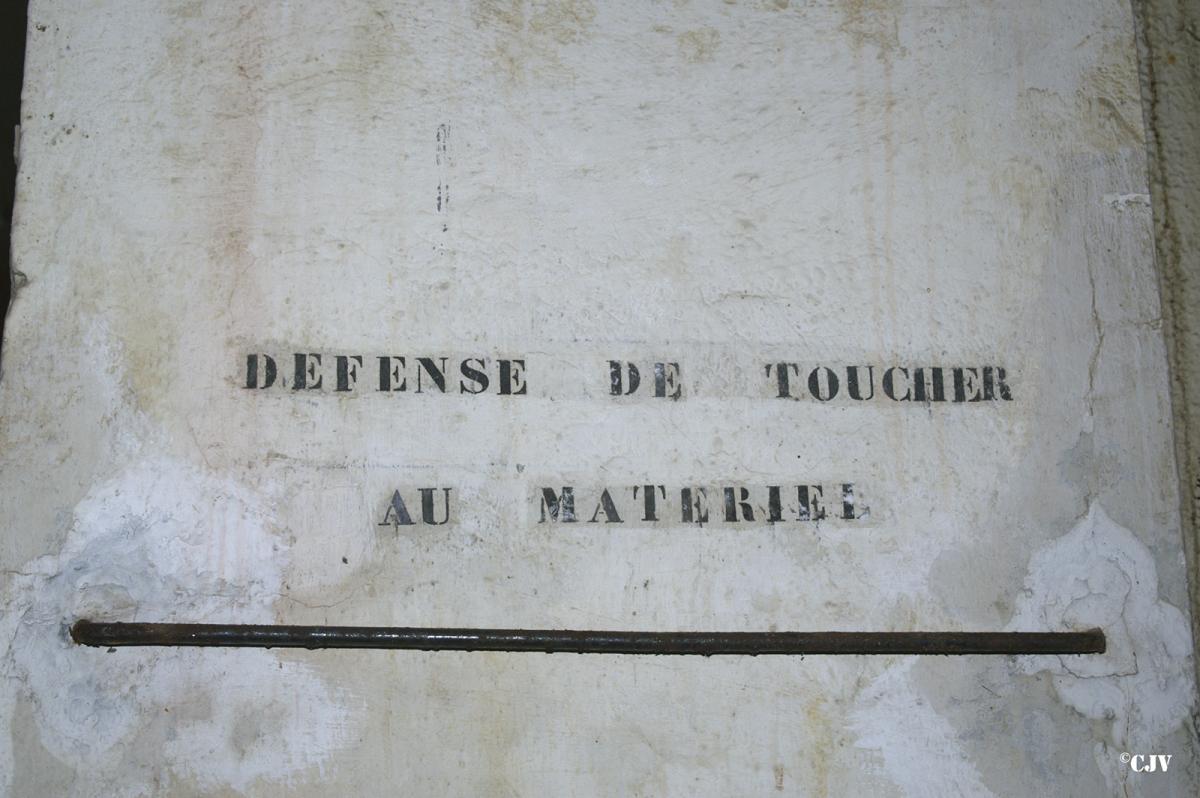 DEFENSE DE TOUCHER
AU MATERIEL
©CJV